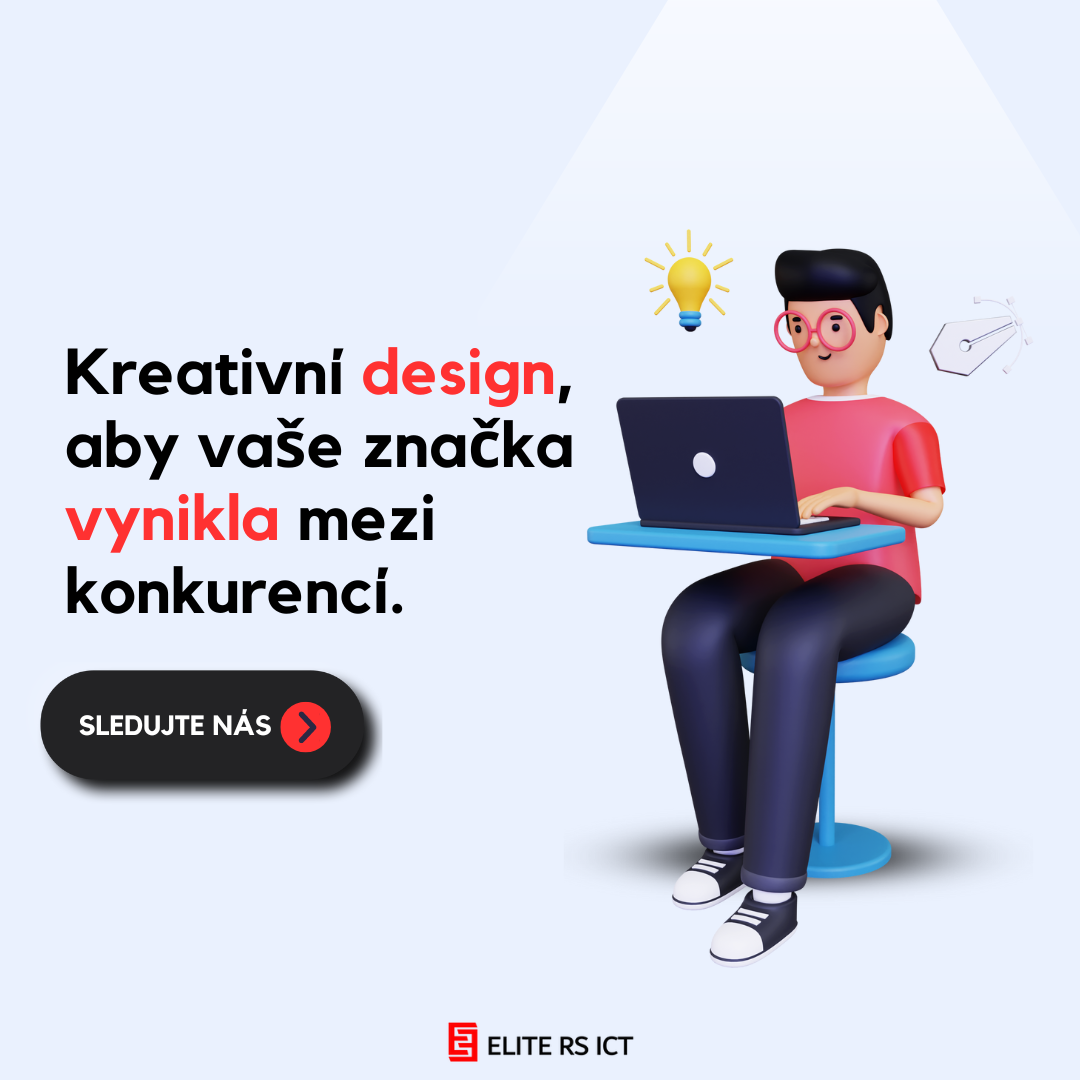 Kreativní design,
aby vaše značka
vynikla mezi
konkurencí.
SLEDUJTE NÁS
ELITE RS ICT